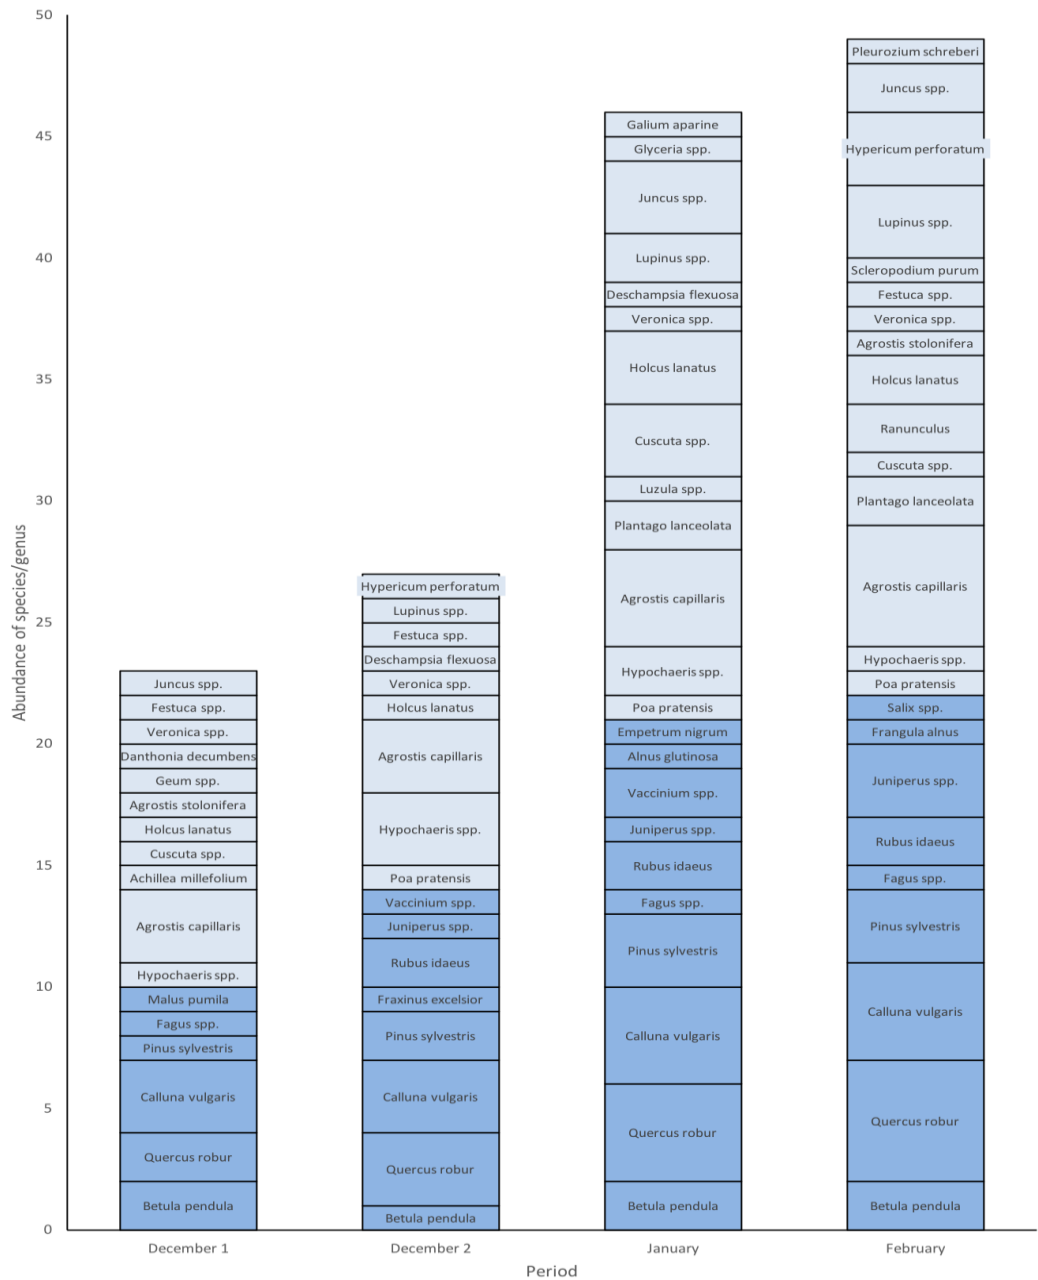 50
45
40
35
30
25
20
15
10
5
0
Abundance of species/genus
Juncus spp.
Festuca spp.
Veronica spp.
Danthonia decumbens
Geum spp.
Agrostis stolonifera
Holcus lanatus
Cuscuta spp.
Achillea millefolium
Agrostis capillaris
Hypochaeris spp.
Malus pumila
Fagus spp.
Pinus sylvestris
Calluna vulgaris
Quercus robur
Betula pendula
December 1
Hypericum perforatum
Lupinus spp.
Festuca spp.
Deschampsia flexuosa
Veronica spp.
Holcus lanatus
Agrostis capillaris
Hypochaeris spp.
Poa pratensis
Vaccinium spp.
Juniperus spp.
Rubus idaeus
Fraxinus excelsior
Pinus sylvestris
Calluna vulgaris
Quercus robur
Betula pendula
December 2
Galium aparine
Glyceria spp.
Juncus spp.
Lupinus spp.
Deschampsia flexuosa
Veronica spp.
Holcus lanatus
Cuscuta spp.
Luzula spp.
Plantago lanceolata
Agrostis capillaris
Hypochaeris spp.
Poa pratensis
Empetrum nigrum
Alnus glutinosa
Vaccinium spp.
Juniperus spp.
Rubus idaeus
Fagus spp.
Pinus sylvestris
Calluna vulgaris
Quercus robur
Betula pendula
January
Pleurozium schreberi
Juncus spp.
Hypericum perforatum
Lupinus spp.
Scleropodium purum
Festuca spp.
Veronica spp.
Agrostis stolonifera
Holcus lanatus
Ranunculus
Cuscuta spp.
Plantago lanceolata
Agrostis capillaris
Hypochaeris spp.
Poa pratensis
Salix spp.
Frangula alnus
Juniperus spp.
Rubus idaeus
Fagus spp.
Pinus sylvestris
Calluna vulgaris
Quercus robur
Betula pendula
February
Period